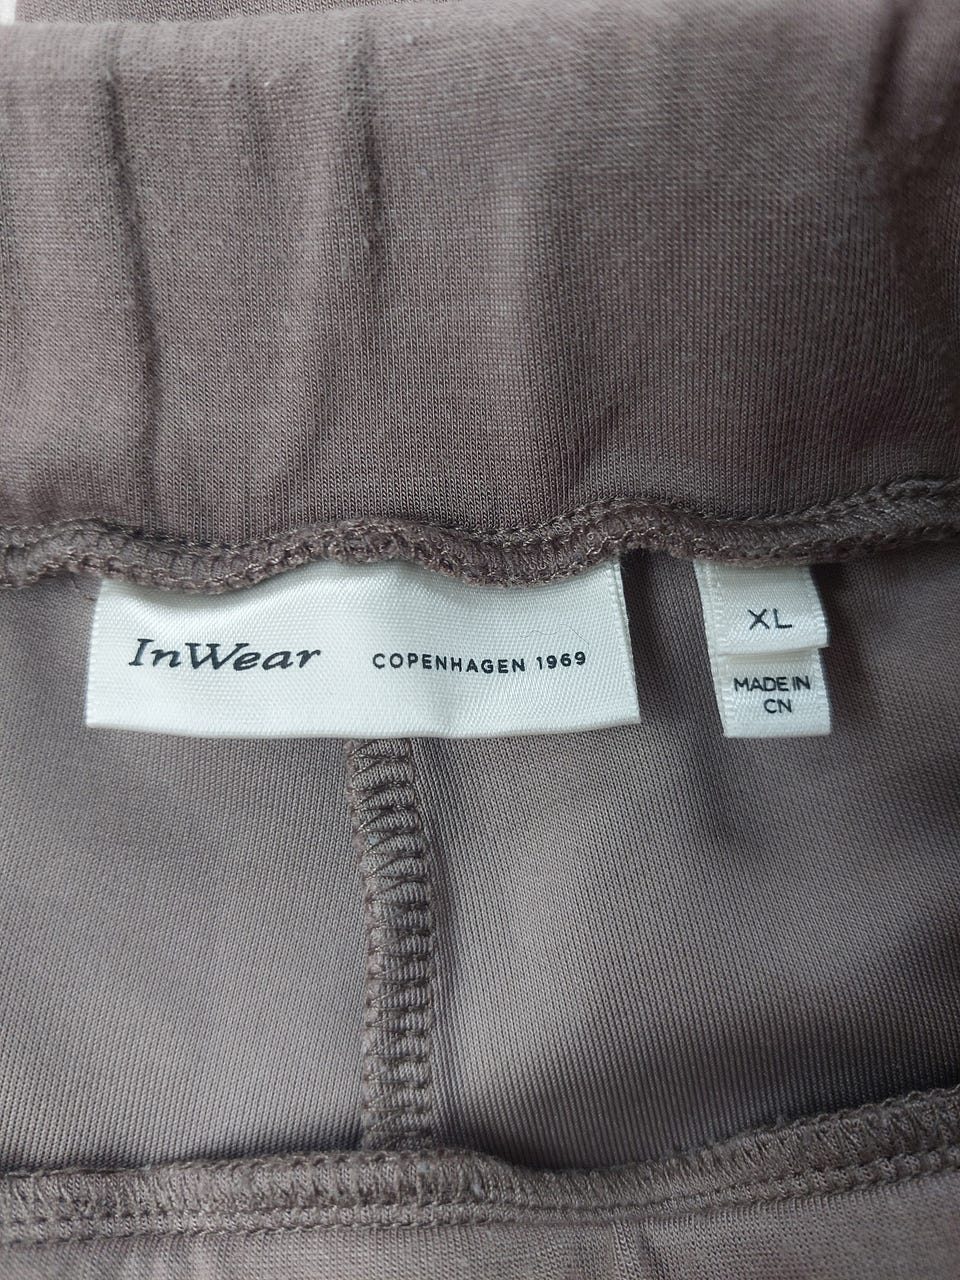 InWear COPENHAGEN 1969
XL
MADE IN
CN